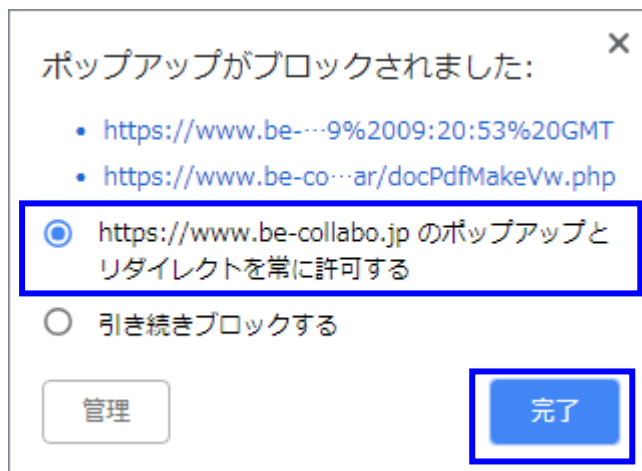 ポップアップがブロックされました:
• https://www.be-…9%2009:20:53%20GMT
• https://www.be-co…ar/docPdfMakeVw.php
https://www.be-collabo.jp のポップアップと
リダイレクトを常に許可する
引き続きブロックする
管理
完了